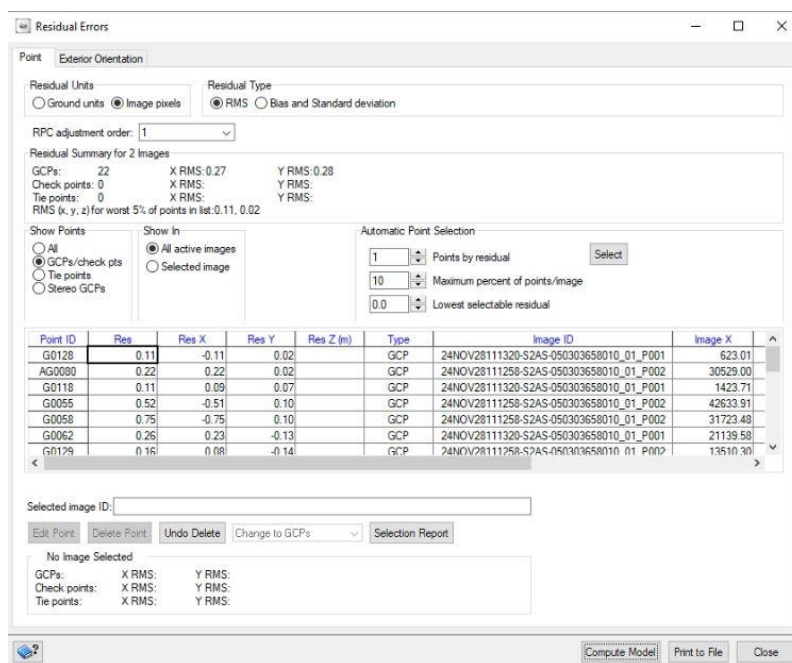 Residual Errors
Point Exterior Orientation
Residual Units Residual Type
Ground units Image pixels RMS Bias and Standard deviation
RPC adjustment order: 1
Residual Summary for 2 Images
GCPs: 22 X RMS:0.27 Y RMS:0.28
Check points: 0 X RMS: Y RMS:
Tie points: 0 X RMS: Y RMS:
RMS (x, y, z) for worst 5% of points in list:0.11, 0.02
Show Points Show In Automatic Point Selection
All All active images 1 Points by residual Select
GCPs/check pts Selected image 10 Maximum percent of points/image
Tie points
Stereo GCPs 0.0 Lowest selectable residual
Point ID Res Res X Res Y Res Z (m) Type Image ID Image X
G0128 0.11 -0.11 0.02 GCP 24NOV28111320-S2AS-050303658010_01_P001 623.01
AG0080 0.22 0.22 0.02 GCP 24NOV28111258-S2AS-050303658010_01_P002 30529.00
G0118 0.11 0.09 0.07 GCP 24NOV28111320-S2AS-050303658010_01_P001 1423.71
G0055 0.52 -0.51 0.10 GCP 24NOV28111258-S2AS-050303658010_01_P002 42633.91
G0058 0.75 -0.75 0.10 GCP 24NOV28111258-S2AS-050303658010_01_P002 31723.48
G0062 0.26 0.23 -0.13 GCP 24NOV28111320-S2AS-050303658010_01_P001 21139.58
G0129 0.16 0.08 -0.14 GCP 24NOV28111258-S2AS-050303658010_01_P002 13510.30
Selected image ID:
Edit Point Delete Point Undo Delete Change to GCPs Selection Report
No Image Selected
GCPs: X RMS: Y RMS:
Check points: X RMS: Y RMS:
Tie points: X RMS: Y RMS:
? Compute Model Print to File Close